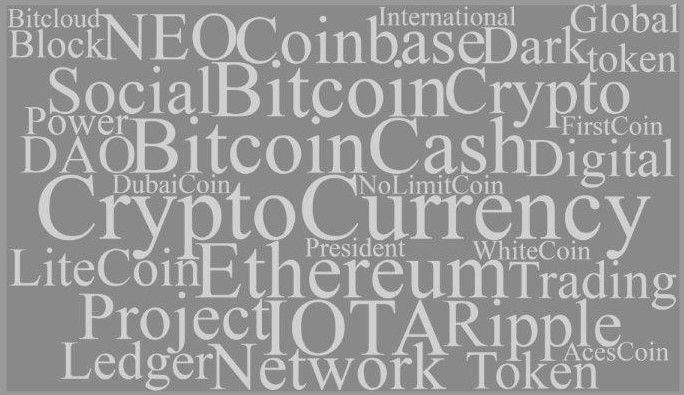 Bitcloud International Global
Block NEO Coinbase Dark token
Social Bitcoin Crypto
Power FirstCoin
DAO BitcoinCash Digital
DubaiCoin NoLimitCoin
CryptoCurrency
President WhiteCoin
LiteCoin Ethereum Trading
Project IOTA Ripple
AcesCoin
Ledger Network Token